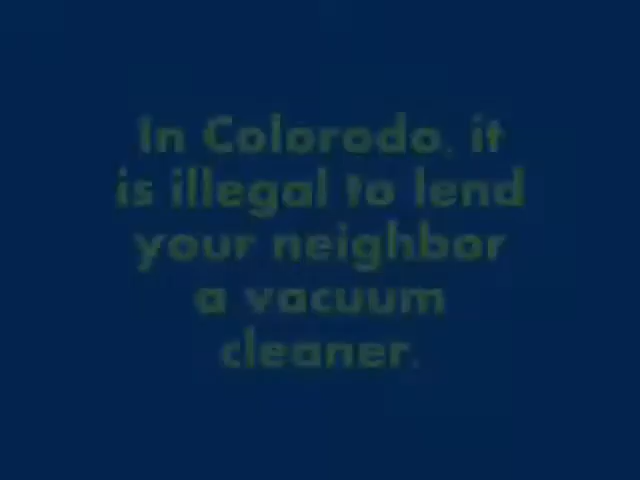 In Colorado, it
is illegal to lend
your neighbor
a vacuum
cleaner.